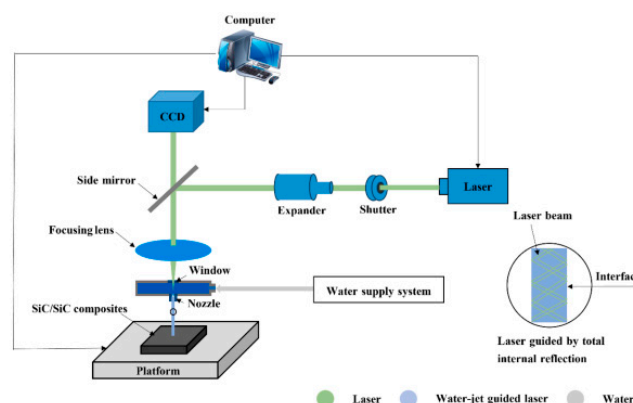 Computer
CCD
Side mirror
Expander
Shutter
Laser
Focusing lens
Laser beam
Window
Interfac
Nozzle
Water supply system
SiC/SiC composites
Laser guided by total
internal reflection
Platform
Laser
Water-jet guided laser
Water